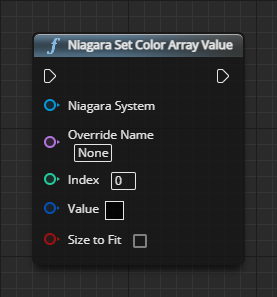 f Niagara Set Color Array Value
Niagara System
Override Name
None
Index 0
Value
Size to Fit